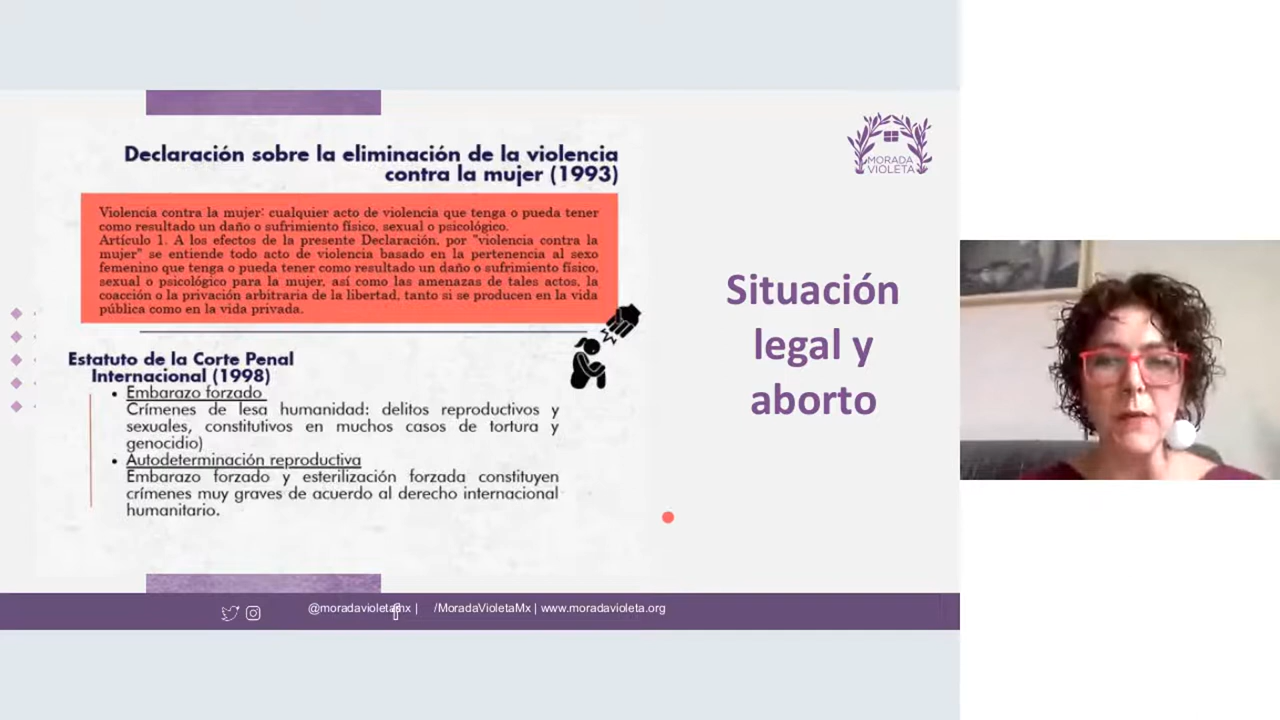 Declaración sobre la eliminación de la violencia
contra la mujer (1993)
Violencia contra la mujer: cualquier acto de violencia que tenga o pueda tener
como resultado un daño o sufrimiento físico, sexual o psicológico.
Artículo 1. A los efectos de la presente Declaración, por "violencia contra la
mujer" se entiende todo acto de violencia basado en la pertenencia al sexo
femenino que tenga o pueda tener como resultado un daño o sufrimiento físico,
sexual o psicológico para la mujer, así como las amenazas de tales actos, la
coacción o la privación arbitraria de la libertad, tanto si se producen en la vida
pública como en la vida privada.
Estatuto de la Corte Penal
Internacional (1998)
• Embarazo forzado
Crímenes de lesa humanidad: delitos reproductivos y
sexuales, constitutivos en muchos casos de tortura y
genocidio)
• Autodeterminación reproductiva
Embarazo forzado y esterilización forzada constituyen
crímenes muy graves de acuerdo al derecho internacional
humanitario.
MORADA
VIOLETA
Situación
legal y
aborto
@moradavioletamx | /MoradaVioletaMx | www.moradavioleta.org